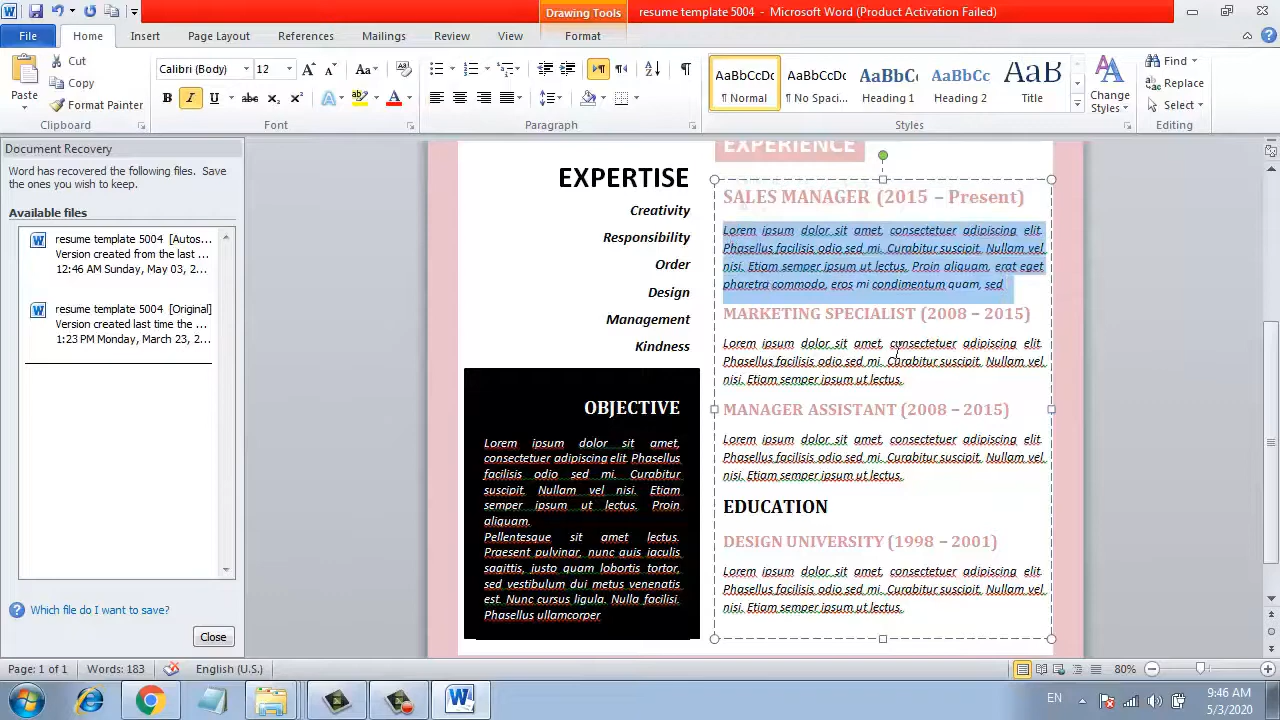 Drawing Tools
resume template 5004 - Microsoft Word (Product Activation Failed)
File Home Insert Page Layout References Mailings Review View Format
Paste
Cut
Copy
Format Painter
Clipboard
Calibri (Body) 12
Font
Paragraph
AaBbCcDc AaBbCcDc AaBbCc AaBbCc AaB
¶ Normal ¶ No Spaci... Heading 1 Heading 2 Title
Change Styles
Styles
Find
Replace
Select
Editing
Document Recovery
Word has recovered the following files. Save
the ones you wish to keep.
Available files
resume template 5004 [Autos...
Version created from the last ...
12:46 AM Sunday, May 03, 2...
resume template 5004 [Original]
Version created last time the ...
1:23 PM Monday, March 23, 2...
Which file do I want to save?
Close
EXPERTISE
Creativity
Responsibility
Order
Design
Management
Kindness
OBJECTIVE
Lorem ipsum dolor sit amet,
consectetuer adipiscing elit. Phasellus
facilisis odio sed mi. Curabitur
suscipit. Nullam vel nisi. Etiam
semper ipsum ut lectus. Proin
aliquam.
Pellentesque sit amet lectus.
Praesent pulvinar, nunc quis iaculis
sagittis, justo quam lobortis tortor,
sed vestibulum dui metus venenatis
est. Nunc cursus ligula. Nulla facilisi.
Phasellus ullamcorper
EXPERIENCE
SALES MANAGER (2015 – Present)
Lorem ipsum dolor sit amet, consectetuer adipiscing elit.
Phasellus facilisis odio sed mi. Curabitur suscipit. Nullam vel
nisi. Etiam semper ipsum ut lectus. Proin aliquam, erat eget
pharetra commodo, eros mi condimentum quam, sed
MARKETING SPECIALIST (2008 – 2015)
Lorem ipsum dolor sit amet, consectetuer adipiscing elit.
Phasellus facilisis odio sed mi. Curabitur suscipit. Nullam vel
nisi. Etiam semper ipsum ut lectus.
MANAGER ASSISTANT (2008 – 2015)
Lorem ipsum dolor sit amet, consectetuer adipiscing elit.
Phasellus facilisis odio sed mi. Curabitur suscipit. Nullam vel
nisi. Etiam semper ipsum ut lectus.
EDUCATION
DESIGN UNIVERSITY (1998 – 2001)
Lorem ipsum dolor sit amet, consectetuer adipiscing elit.
Phasellus facilisis odio sed mi. Curabitur suscipit. Nullam vel
nisi. Etiam semper ipsum ut lectus.
Page: 1 of 1 Words: 183 English (U.S.) 80%
EN 9:46 AM
5/3/2020